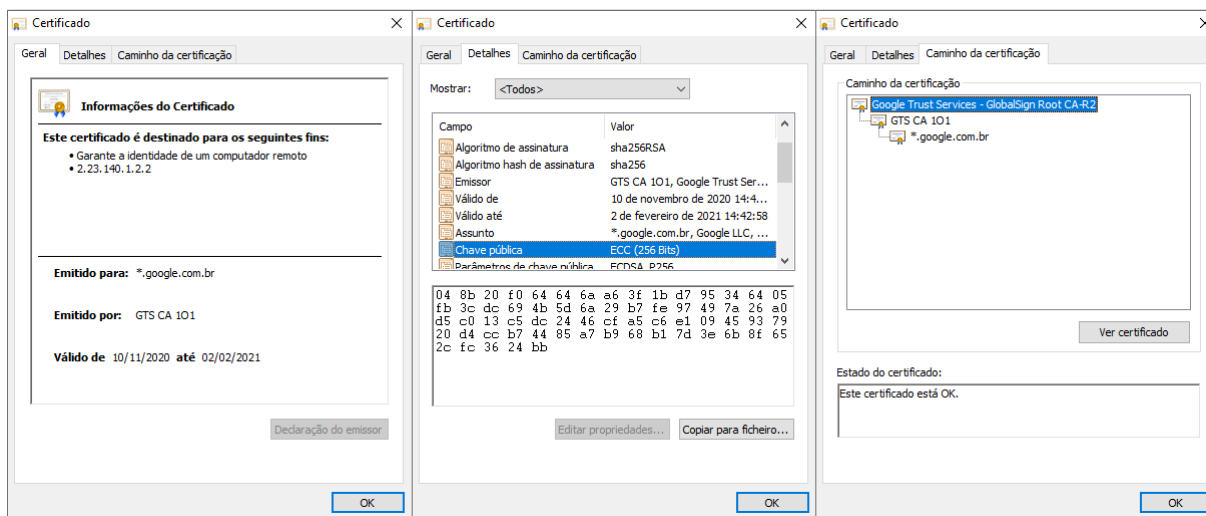 Certificado
Geral Detalhes Caminho da certificação
Informações do Certificado
Este certificado é destinado para os seguintes fins:
• Garante a identidade de um computador remoto
• 2.23.140.1.2.2
Emitido para: *.google.com.br
Emitido por: GTS CA 1O1
Válido de 10/11/2020 até 02/02/2021
Declaração do emissor
OK
Certificado
Geral Detalhes Caminho da certificação
Mostrar: <Todos>
Campo Valor
Algoritmo de assinatura sha256RSA
Algoritmo hash de assinatura sha256
Emissor GTS CA 1O1, Google Trust Ser...
Válido de 10 de novembro de 2020 14:4...
Válido até 2 de fevereiro de 2021 14:42:58
Assunto *.google.com.br, Google LLC, ...
Chave pública ECC (256 Bits)
Parâmetros de chave pública ECDSA_P256
04 8b 20 f0 64 64 6a a6 3f 1b d7 95 34 64 05
fb 3c dc 69 4b 5d 6a 29 b7 fe 97 49 7a 26 a0
d5 c0 13 c5 dc 24 46 cf a5 c6 e1 09 45 93 79
20 d4 cc b7 44 85 a7 b9 68 b1 7d 3e 6b 8f 65
2c fc 36 24 bb
Editar propriedades... Copiar para ficheiro...
OK
Certificado
Geral Detalhes Caminho da certificação
Caminho da certificação
Google Trust Services - GlobalSign Root CA-R2
GTS CA 1O1
*.google.com.br
Ver certificado
Estado do certificado:
Este certificado está OK.
OK